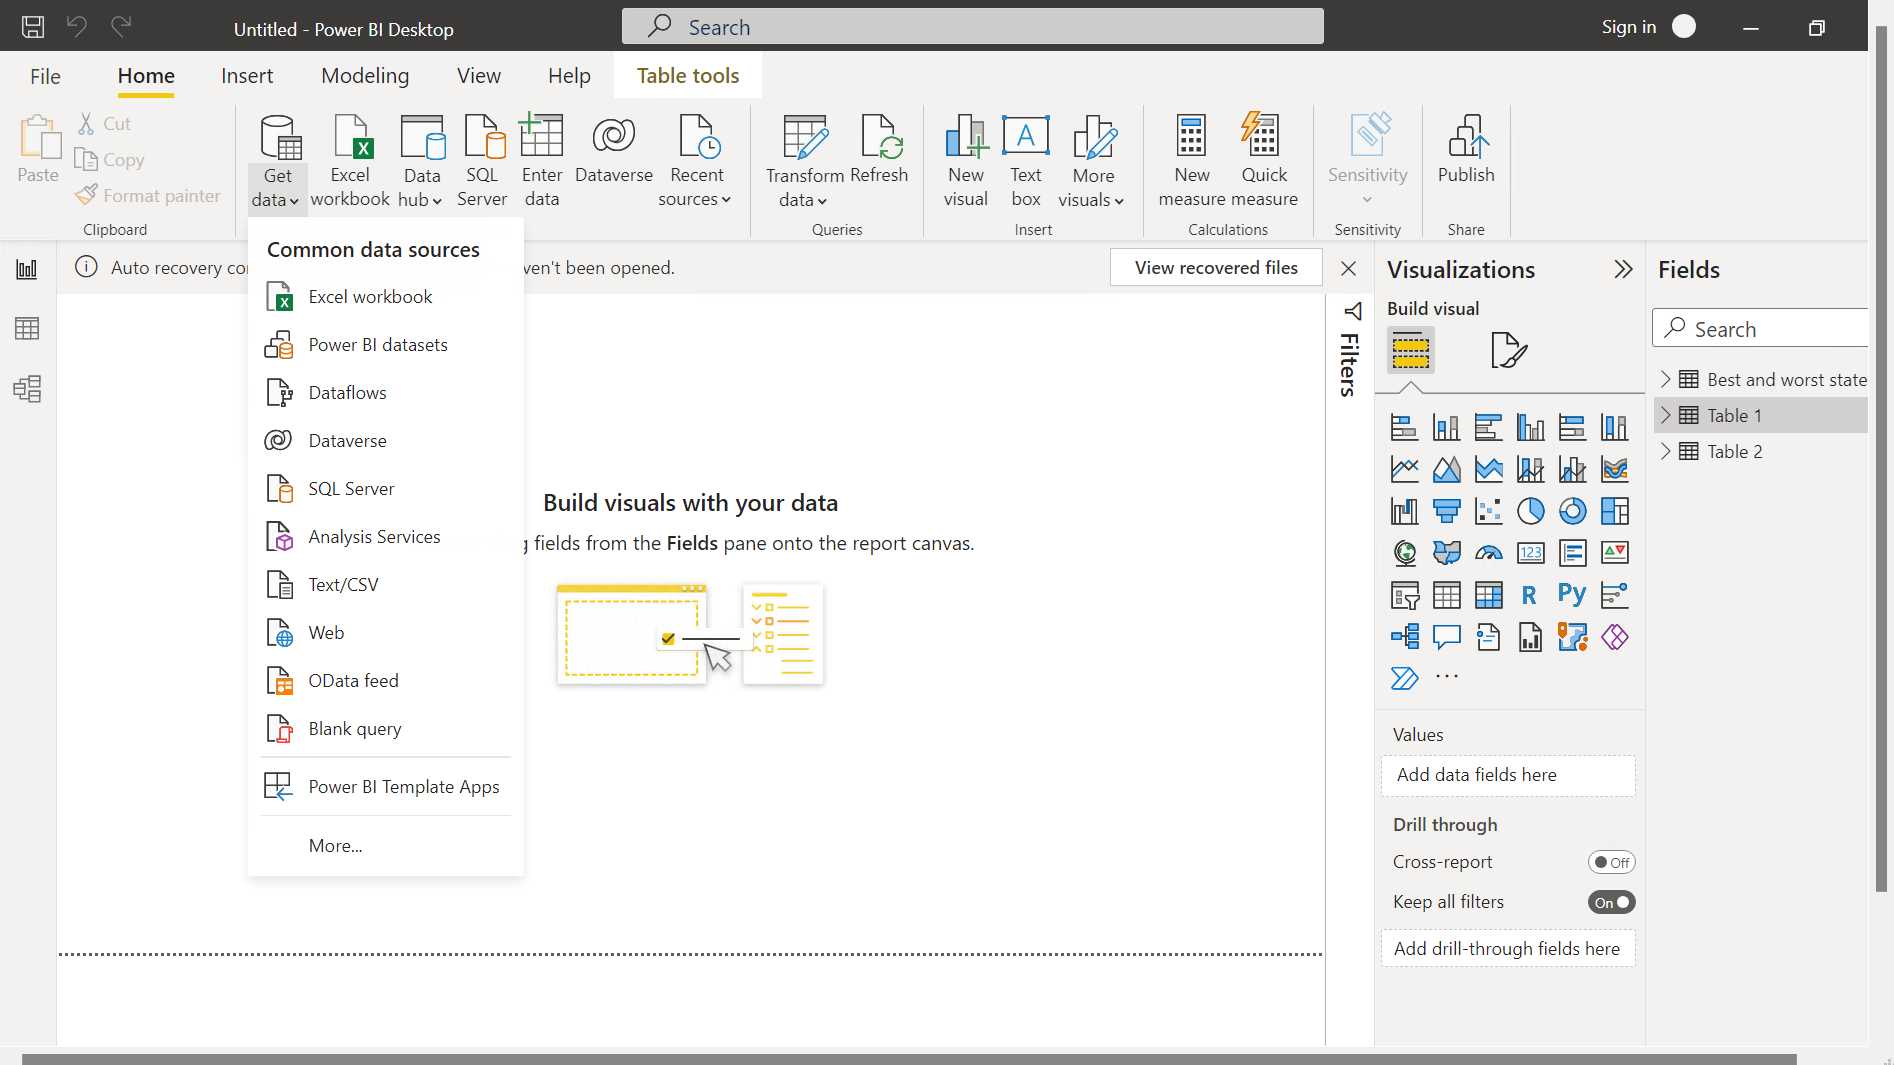 Untitled - Power BI Desktop
Search
Sign in
File
Home
Insert
Modeling
View
Help
Table tools
Paste
Cut
Copy
Format painter
Clipboard
Get data
Excel workbook
Data hub
SQL Server
Enter data
Dataverse
Recent sources
Transform data
Refresh
Queries
New visual
Text box
More visuals
Insert
New measure
Quick measure
Calculations
Sensitivity
Sensitivity
Publish
Share
Common data sources
Excel workbook
Power BI datasets
Dataflows
Dataverse
SQL Server
Analysis Services
Text/CSV
Web
OData feed
Blank query
Power BI Template Apps
More...
Auto recovery
ven't been opened.
View recovered files
Build visuals with your data
fields from the Fields pane onto the report canvas.
Filters
Visualizations
Build visual
123
R
Py
Values
Add data fields here
Drill through
Cross-report
Off
Keep all filters
On
Add drill-through fields here
Fields
Search
Best and worst state
Table 1
Table 2